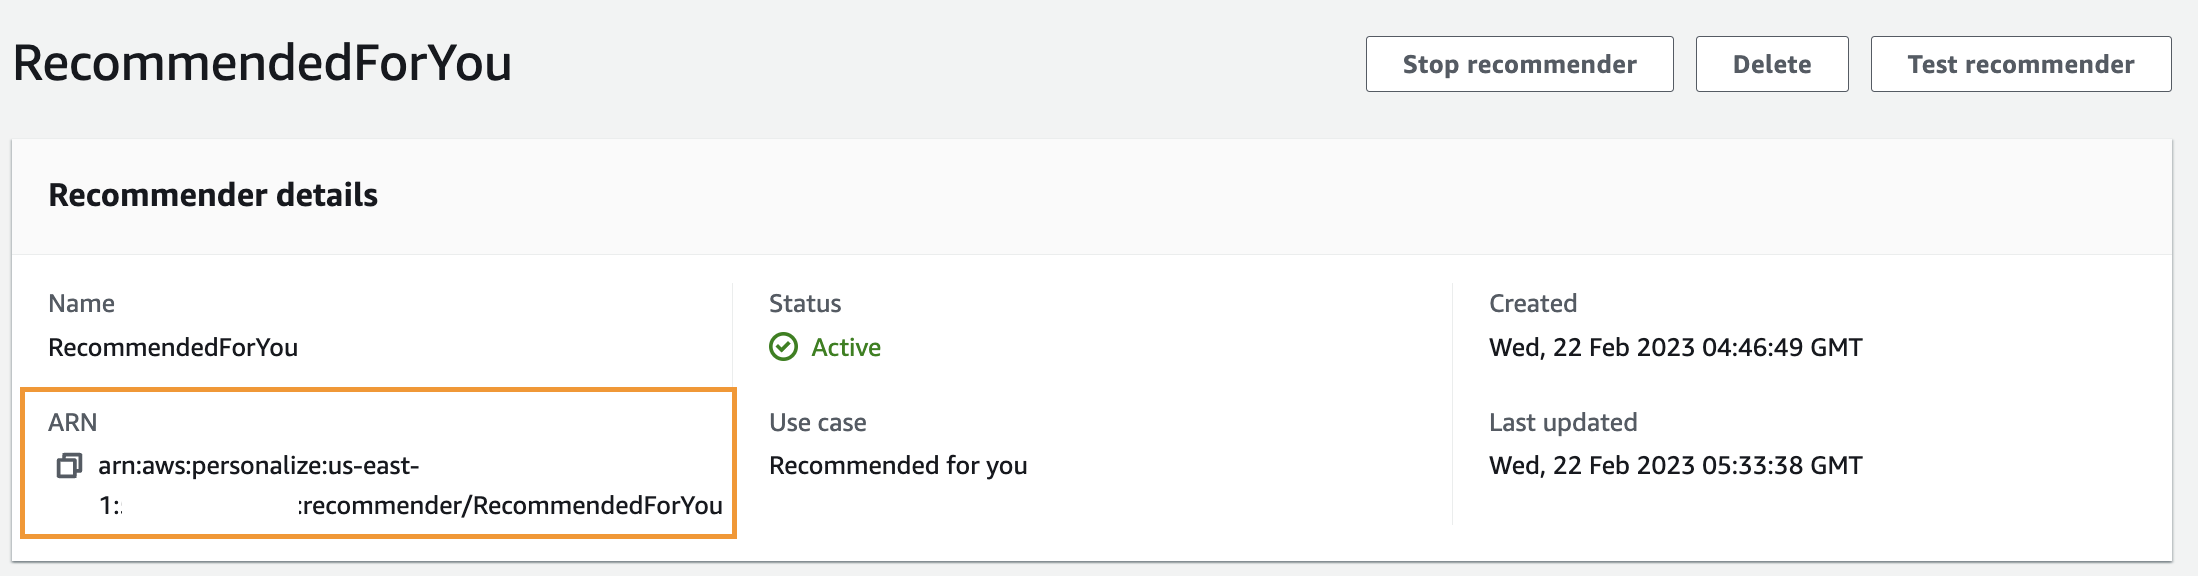 RecommendedForYou
Stop recommender
Delete
Test recommender
Recommender details
Name
RecommendedForYou
ARN
arn:aws:personalize:us-east-
1: :recommender/RecommendedForYou
Status
Active
Use case
Recommended for you
Created
Wed, 22 Feb 2023 04:46:49 GMT
Last updated
Wed, 22 Feb 2023 05:33:38 GMT